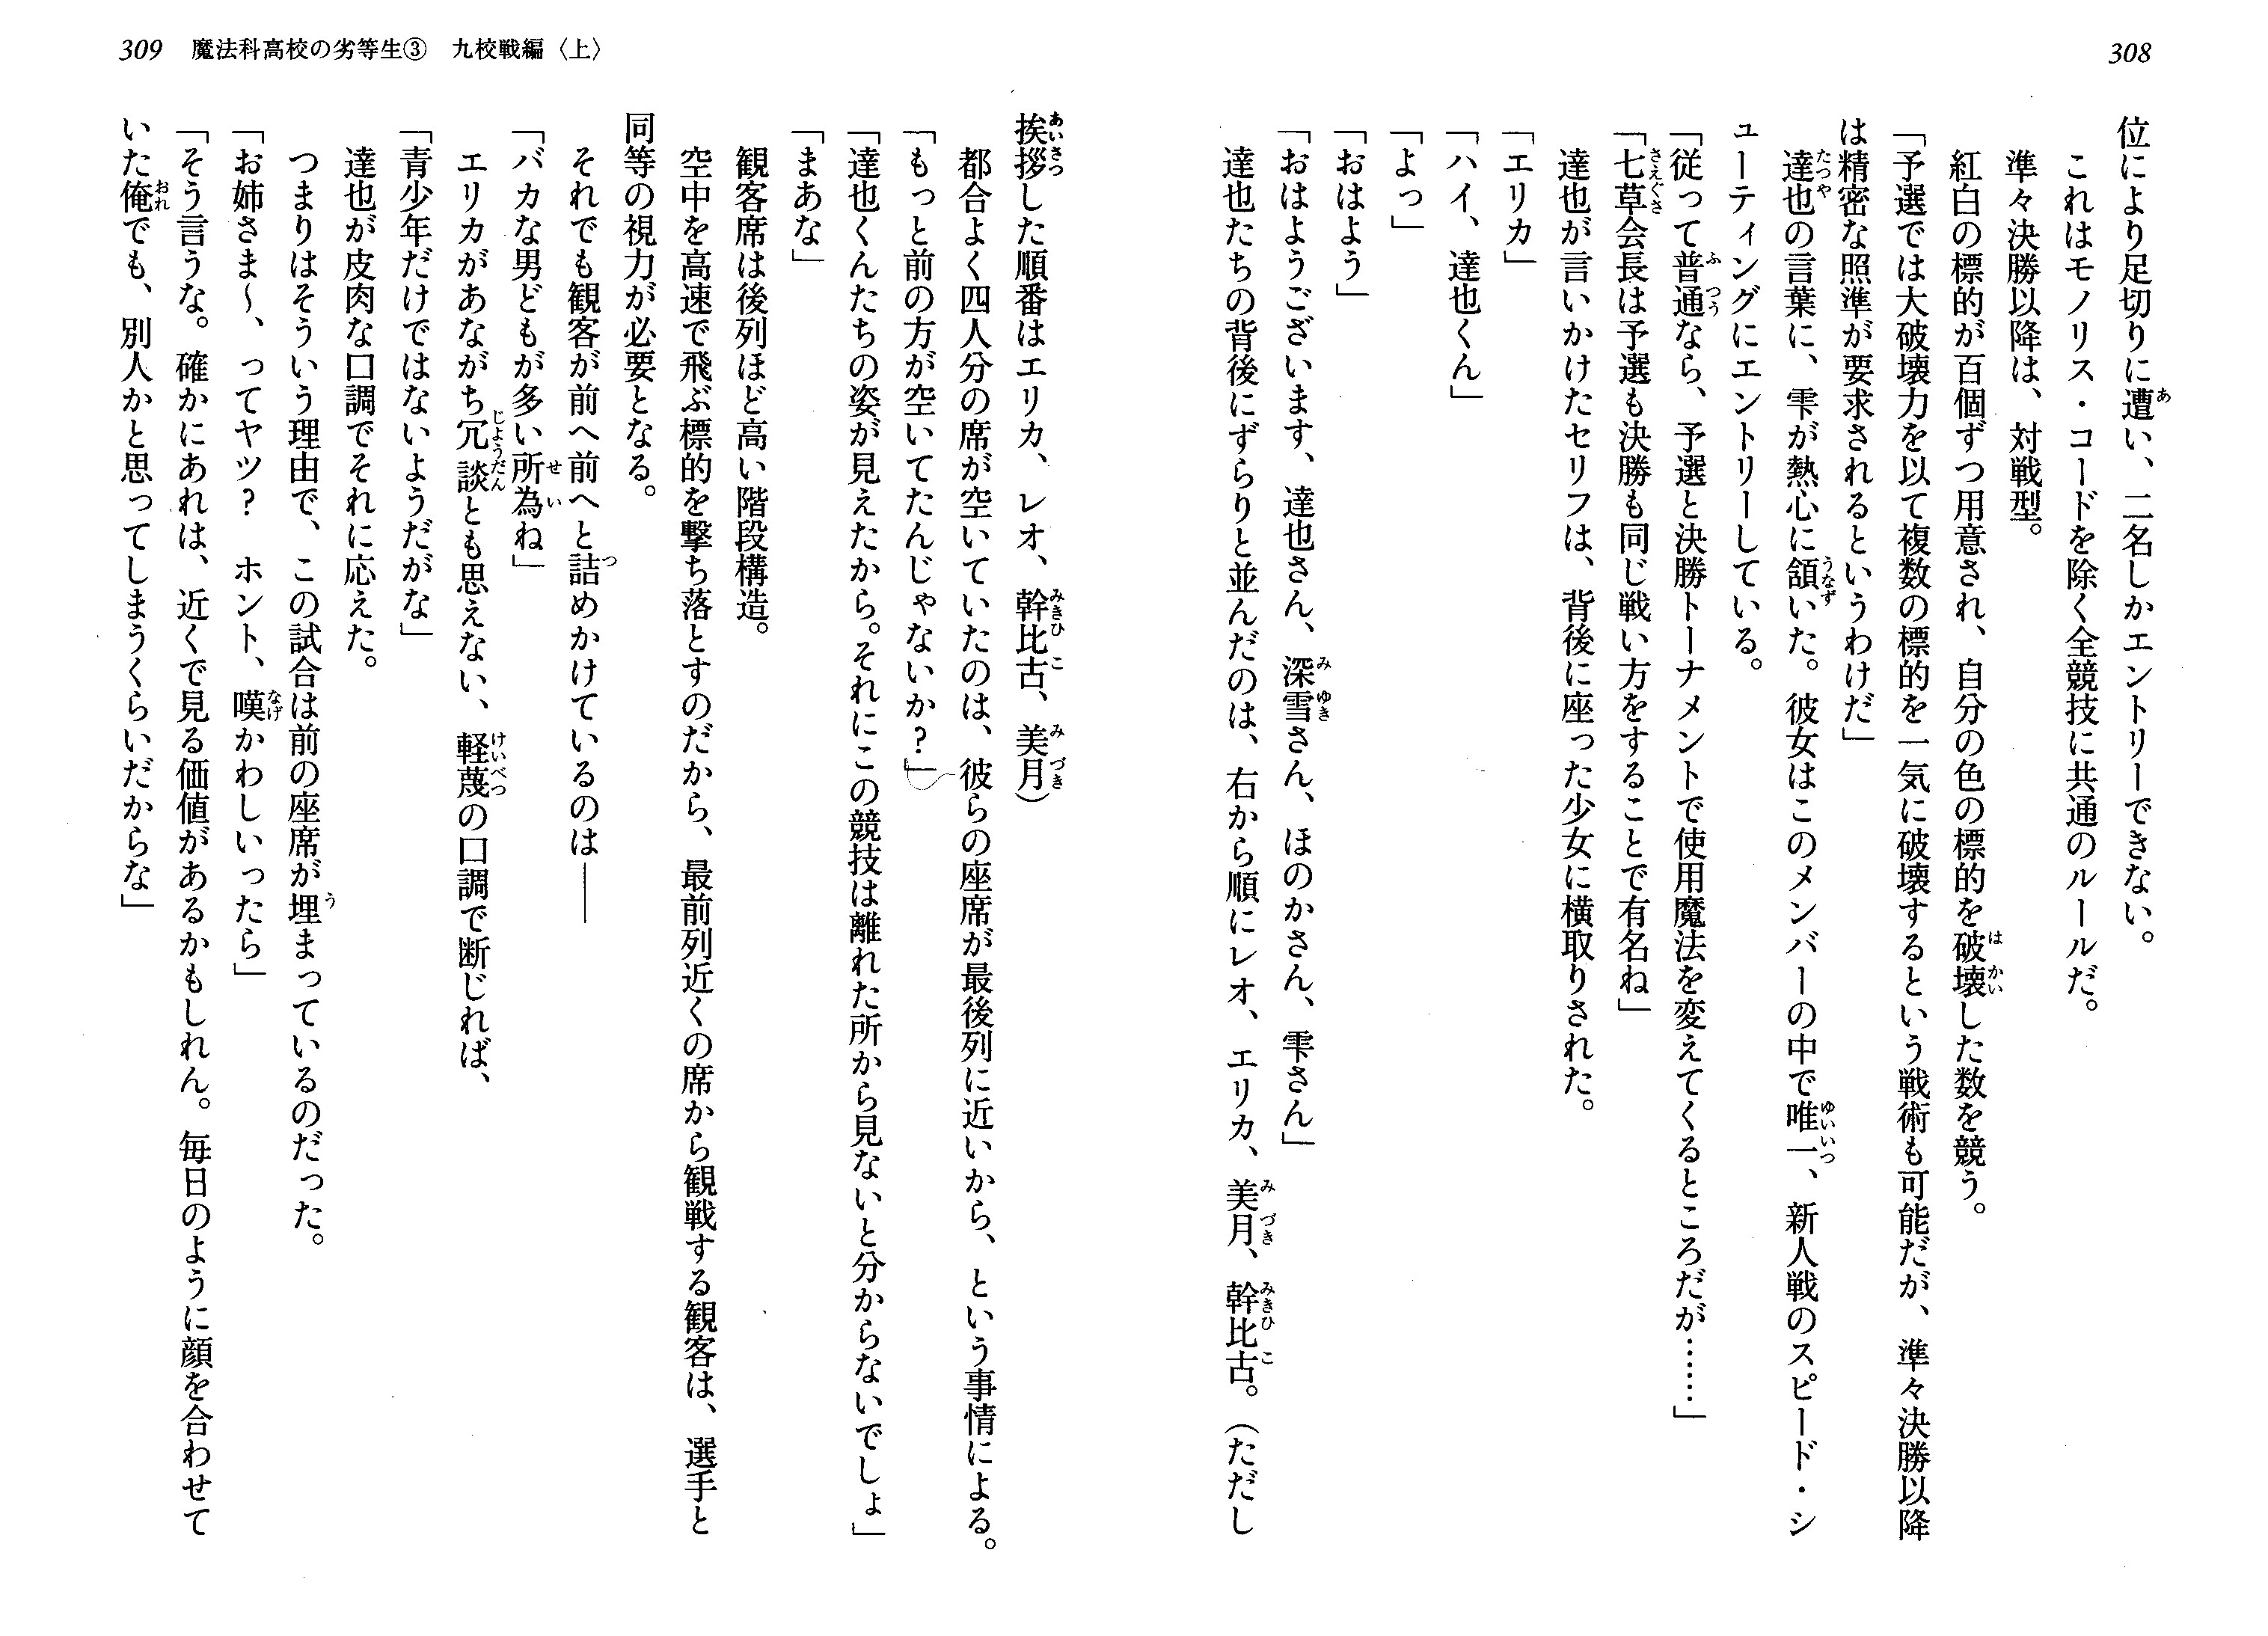 308
位により足切りに遭い、二名しかエントリーできない。
これはモノリス・コードを除く全競技に共通のルールだ。
準々決勝以降は、対戦型。
紅白の標的が百個ずつ用意され、自分の色の標的を破壊した数を競う。
「予選では大破壊力を以て複数の標的を一気に破壊するという戦術も可能だが、準々決勝以降
は精密な照準が要求されるというわけだ」
達也の言葉に、雫が熱心に頷いた。彼女はこのメンバーの中で唯一、新人戦のスピード・シ
ューティングにエントリーしている。
「従って普通なら、予選と決勝トーナメントで使用魔法を変えてくるところだが……」
「七草会長は予選も決勝も同じ戦い方をすることで有名ね」
達也が言いかけたセリフは、背後に座った少女に横取りされた。
「エリカ」
「ハイ、達也くん」
「よっ」
「おはよう」
「おはようございます、達也さん、深雪さん、ほのかさん、雫さん」
達也たちの背後にずらりと並んだのは、右から順にレオ、エリカ、美月、幹比古。（ただし
309 魔法科高校の劣等生③ 九校戦編〈上〉
挨拶した順番はエリカ、レオ、幹比古、美月）
都合よく四人分の席が空いていたのは、彼らの座席が最後列に近いから、という事情による。
「もっと前の方が空いてたんじゃないか？」
「達也くんたちの姿が見えたから。それにこの競技は離れた所から見ないと分からないでしょ」
「まあな」
観客席は後列ほど高い階段構造。
空中を高速で飛ぶ標的を撃ち落とすのだから、最前列近くの席から観戦する観客は、選手と
同等の視力が必要となる。
それでも観客が前へ前へと詰めかけているのは――
「バカな男どもが多い所為ね」
エリカがあながち冗談とも思えない、軽蔑の口調で断じれば、
「青少年だけではないようだがな」
達也が皮肉な口調でそれに応えた。
つまりはそういう理由で、この試合は前の座席が埋まっているのだった。
「お姉さま～、ってヤツ？　ホント、嘆かわしいったら」
「そう言うな。確かにあれは、近くで見る価値があるかもしれん。毎日のように顔を合わせて
いた俺でも、別人かと思ってしまうくらいだからな」